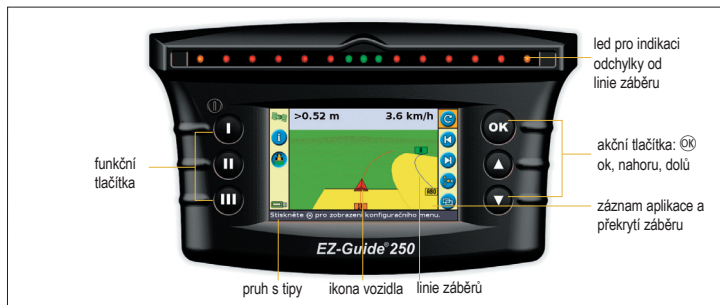 led pro indikaci
odchylky od
linie záběru
>0.52 m 3.6 km/h
I
II
III
OK
funkční
tlačítka
akční tlačítka: OK
ok, nahoru, dolů
záznam aplikace a
překrytí záběru
Stiskněte pro zobrazení konfiguračního menu.
EZ-Guide® 250
pruh s tipy
ikona vozidla
linie záběrů